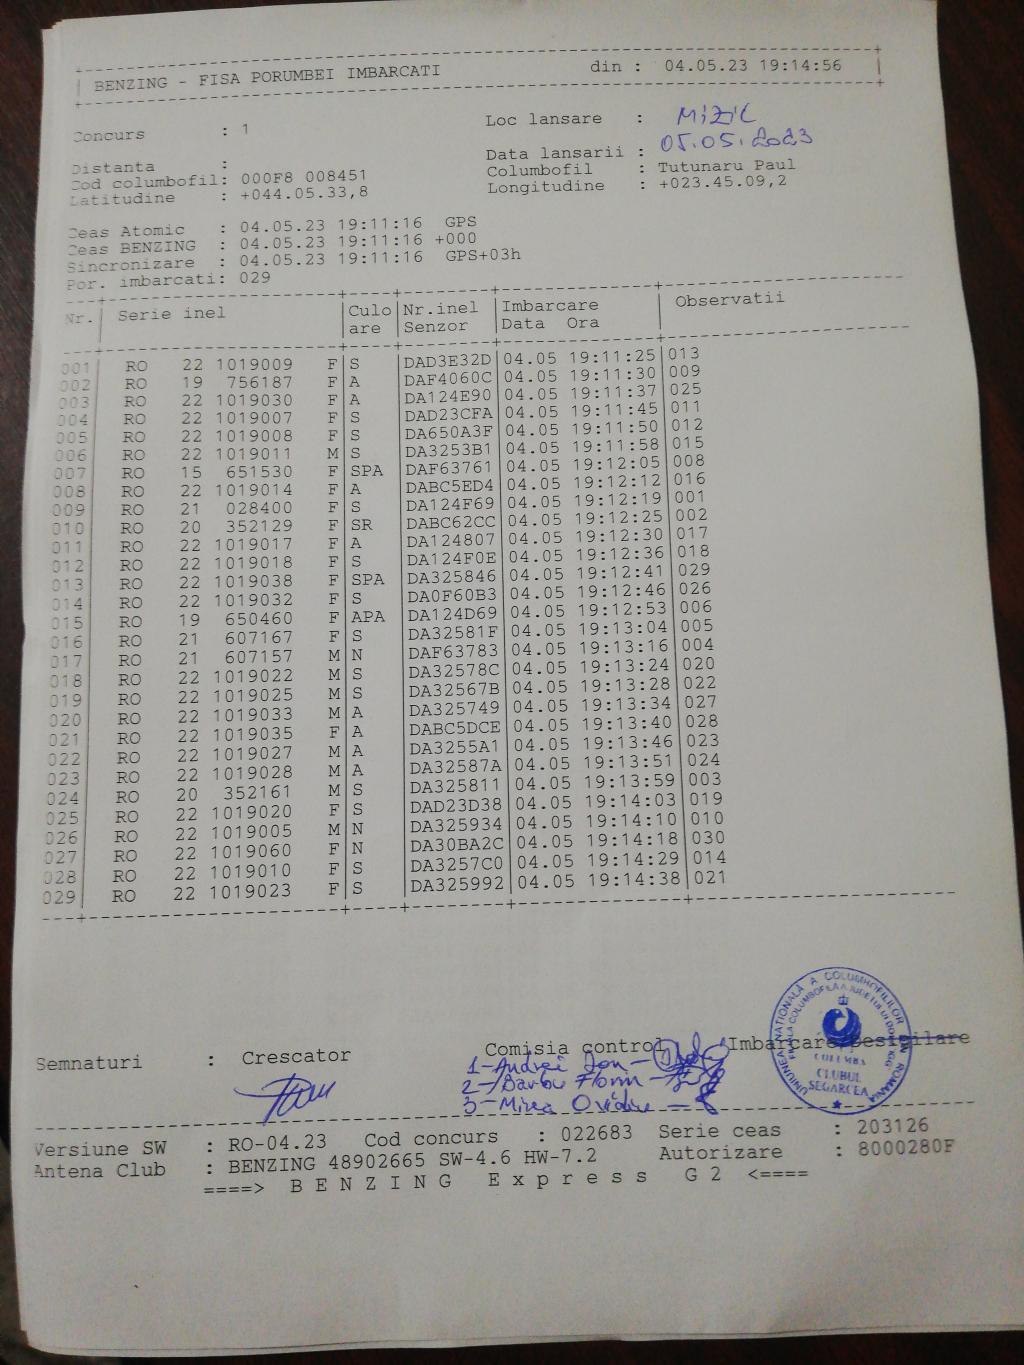 BENZING - FISA PORUMBEI IMBARCATI din : 04.05.23 19:14:56
Concurs : 1 Loc lansare : MIZIL
Distanta : Data lansarii : 05.05.2023
Cod columbofil: 000F8 008451 Columbofil : Tutunaru Paul
Latitudine : +044.05.33,8 Longitudine : +023.45.09,2
Ceas Atomic : 04.05.23 19:11:16 GPS
Ceas BENZING : 04.05.23 19:11:16 +000
Sincronizare : 04.05.23 19:11:16 GPS+03h
Por. imbarcati: 029
Nr. Serie inel Culo Nr.inel Imbarcare Observatii
are Senzor Data Ora
001 RO 22 1019009 F S DAD3E32D 04.05 19:11:25 013
002 RO 19 756187 F A DAF4060C 04.05 19:11:30 009
003 RO 22 1019030 F A DA124E90 04.05 19:11:37 025
004 RO 22 1019007 F S DAD23CFA 04.05 19:11:45 011
005 RO 22 1019008 F S DA650A3F 04.05 19:11:50 012
006 RO 22 1019011 M S DA3253B1 04.05 19:11:58 015
007 RO 15 651530 F SPA DAF63761 04.05 19:12:05 008
008 RO 22 1019014 F A DABC5ED4 04.05 19:12:12 016
009 RO 21 028400 F S DA124F69 04.05 19:12:19 001
010 RO 20 352129 F SR DABC62CC 04.05 19:12:25 002
011 RO 22 1019017 F A DA124807 04.05 19:12:30 017
012 RO 22 1019018 F S DA124F0E 04.05 19:12:36 018
013 RO 22 1019038 F SPA DA325846 04.05 19:12:41 029
014 RO 22 1019032 F S DA0F60B3 04.05 19:12:46 026
015 RO 19 650460 F APA DA124D69 04.05 19:12:53 006
016 RO 21 607167 F S DA32581F 04.05 19:13:04 005
017 RO 21 607157 M N DAF63783 04.05 19:13:16 004
018 RO 22 1019022 M S DA32578C 04.05 19:13:24 020
019 RO 22 1019025 M S DA32567B 04.05 19:13:28 022
020 RO 22 1019033 M A DA325749 04.05 19:13:34 027
021 RO 22 1019035 F A DABC5DCE 04.05 19:13:40 028
022 RO 22 1019027 M A DA3255A1 04.05 19:13:46 023
023 RO 22 1019028 M A DA32587A 04.05 19:13:51 024
024 RO 20 352161 M S DA325811 04.05 19:13:59 003
025 RO 22 1019020 F S DAD23D38 04.05 19:14:03 019
026 RO 22 1019005 M N DA325934 04.05 19:14:10 010
027 RO 22 1019060 F N DA30BA2C 04.05 19:14:18 030
028 RO 22 1019010 F S DA3257C0 04.05 19:14:29 014
029 RO 22 1019023 F S DA325992 04.05 19:14:38 021
Semnaturi : Crescator Comisia control Imbarcare/Desigilare
1-Andrei Ion
2-Barbu Florin
3-Mirea Ovidiu
COLUMBA
CLUBUL
SEGARCEA
Versiune SW : RO-04.23 Cod concurs : 022683 Serie ceas : 203126
Antena Club : BENZING 48902665 SW-4.6 HW-7.2 Autorizare : 8000280F
====> B E N Z I N G E x p r e s s G 2 <====